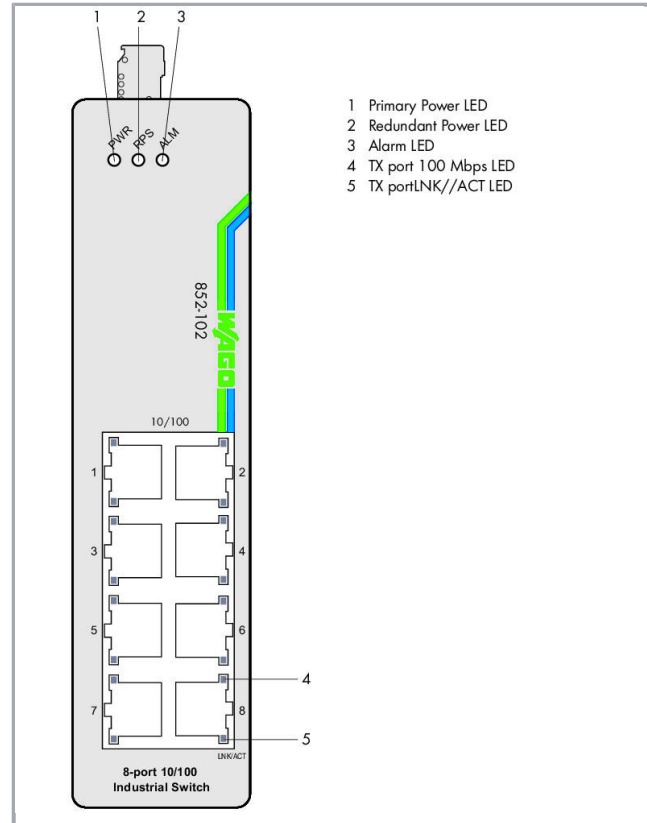 1 2 3
1 Primary Power LED
2 Redundant Power LED
3 Alarm LED
4 TX port 100 Mbps LED
5 TX portLNK//ACT LED
PWR RPS ALM
852-102
WAGO
10/100
1 2
3 4
5 6
7 8
4
5
LNK/ACT
8-port 10/100
Industrial Switch